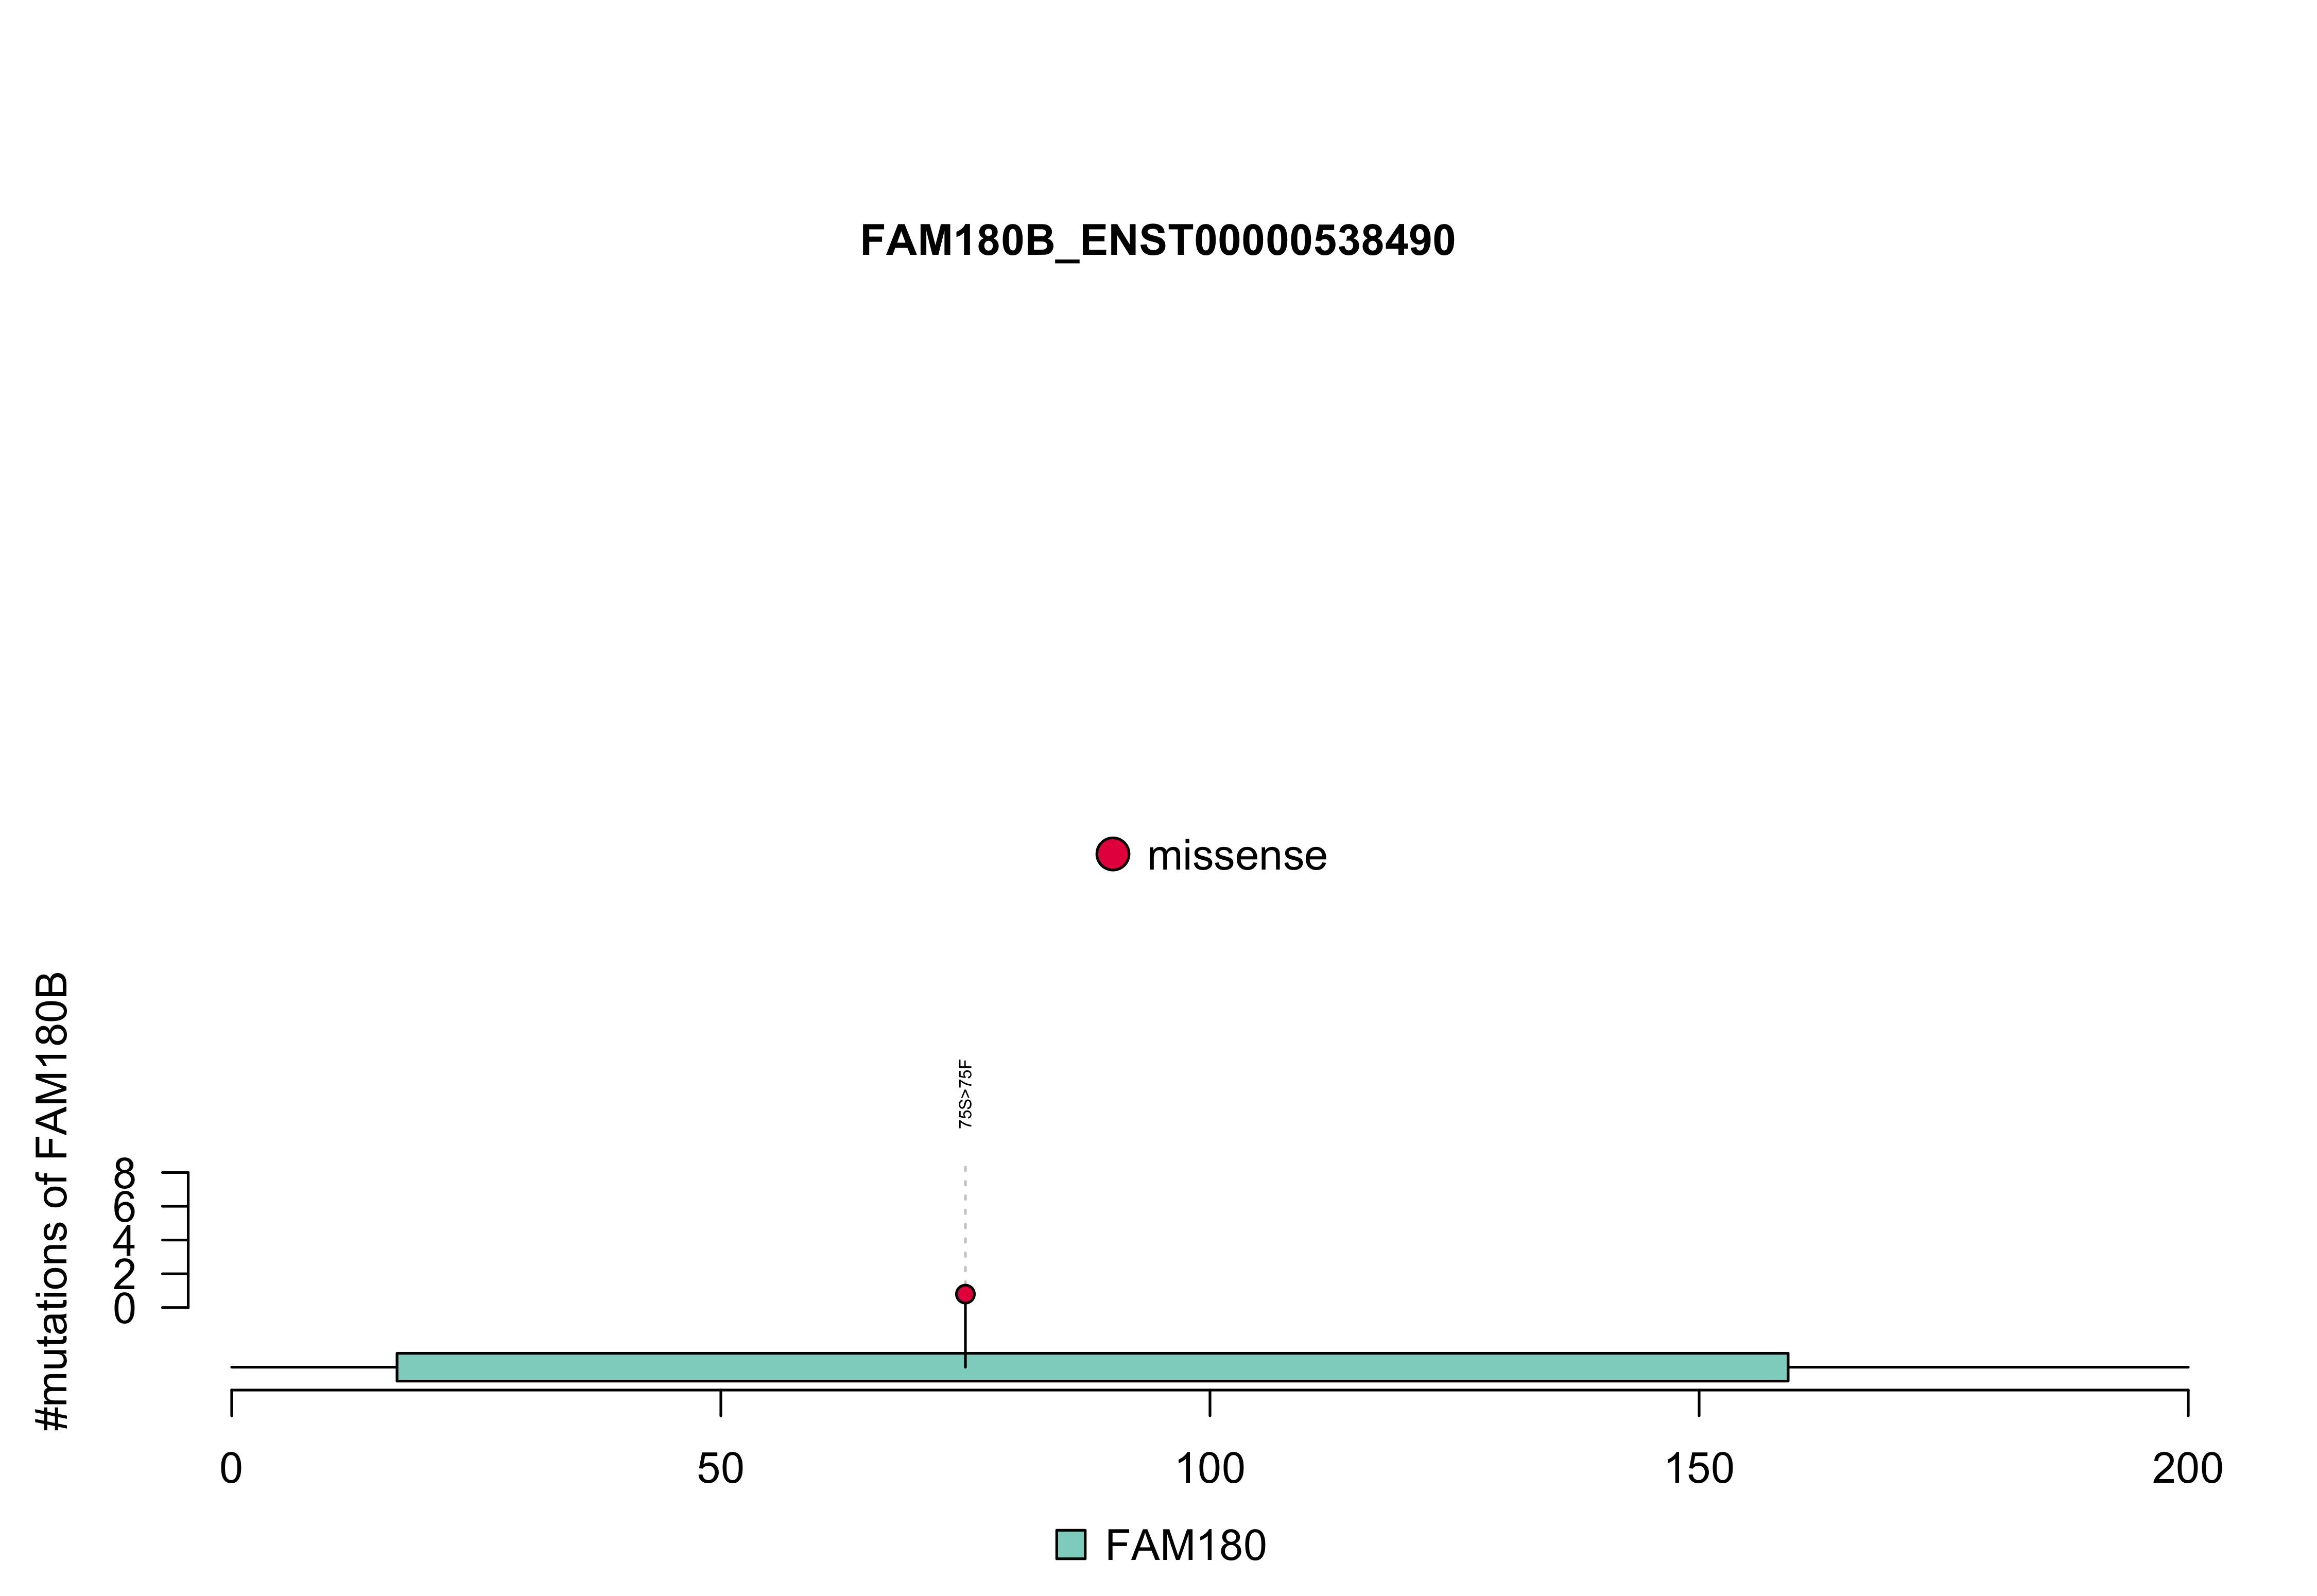 FAM180B_ENST00000538490
missense
#mutations of FAM180B
75S>75F
8
6
4
2
0
0 50 100 150 200
FAM180